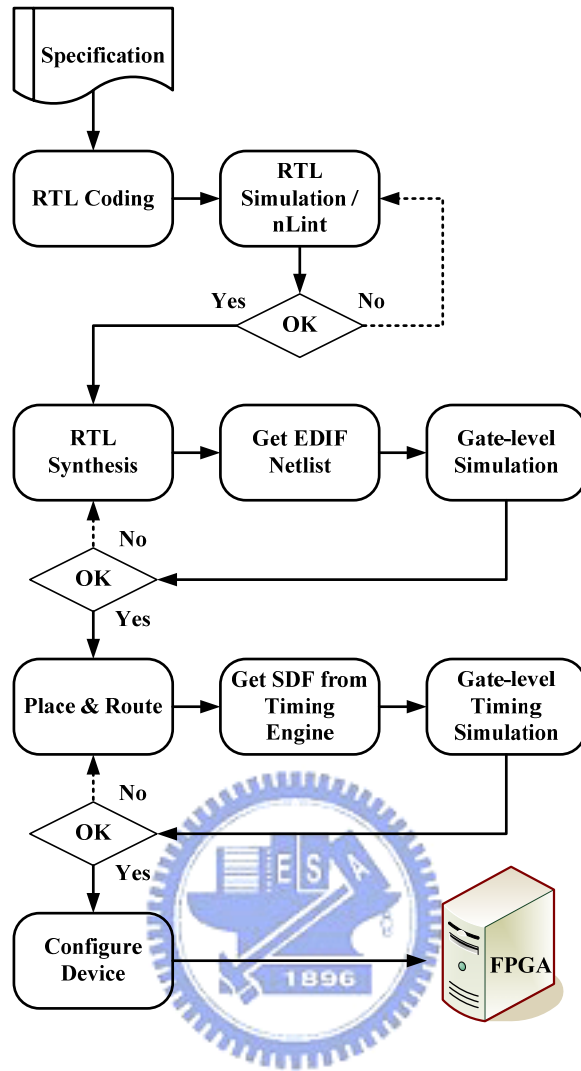 Specification
RTL Coding
RTL
Simulation /
nLint
Yes
No
OK
RTL
Synthesis
Get EDIF
Netlist
Gate-level
Simulation
No
OK
Yes
Place & Route
Get SDF from
Timing
Engine
Gate-level
Timing
Simulation
No
OK
Yes
Configure
Device
FPGA
E S A
1896